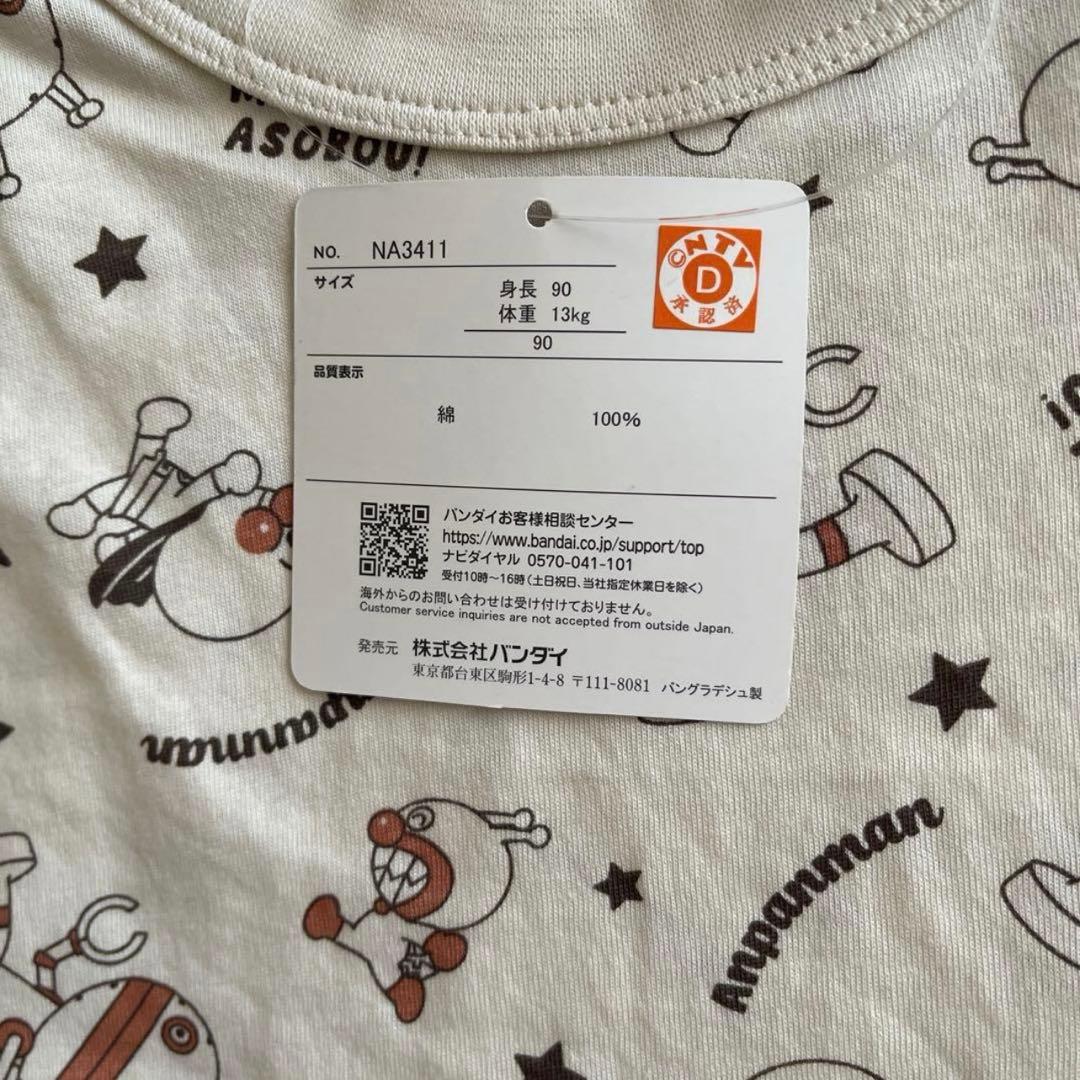 ASOBOU!
NO. NA3411
サイズ
身長 90
体重 13kg
90
©NTV
D
承認済
品質表示
綿 100%
バンダイお客様相談センター
https://www.bandai.co.jp/support/top
ナビダイヤル 0570-041-101
受付10時~16時(土日祝日、当社指定休業日を除く)
海外からのお問い合わせは受け付けておりません。
Customer service inquiries are not accepted from outside Japan.
発売元 株式会社バンダイ
東京都台東区駒形1-4-8 〒111-8081 バングラデシュ製
Anpanman